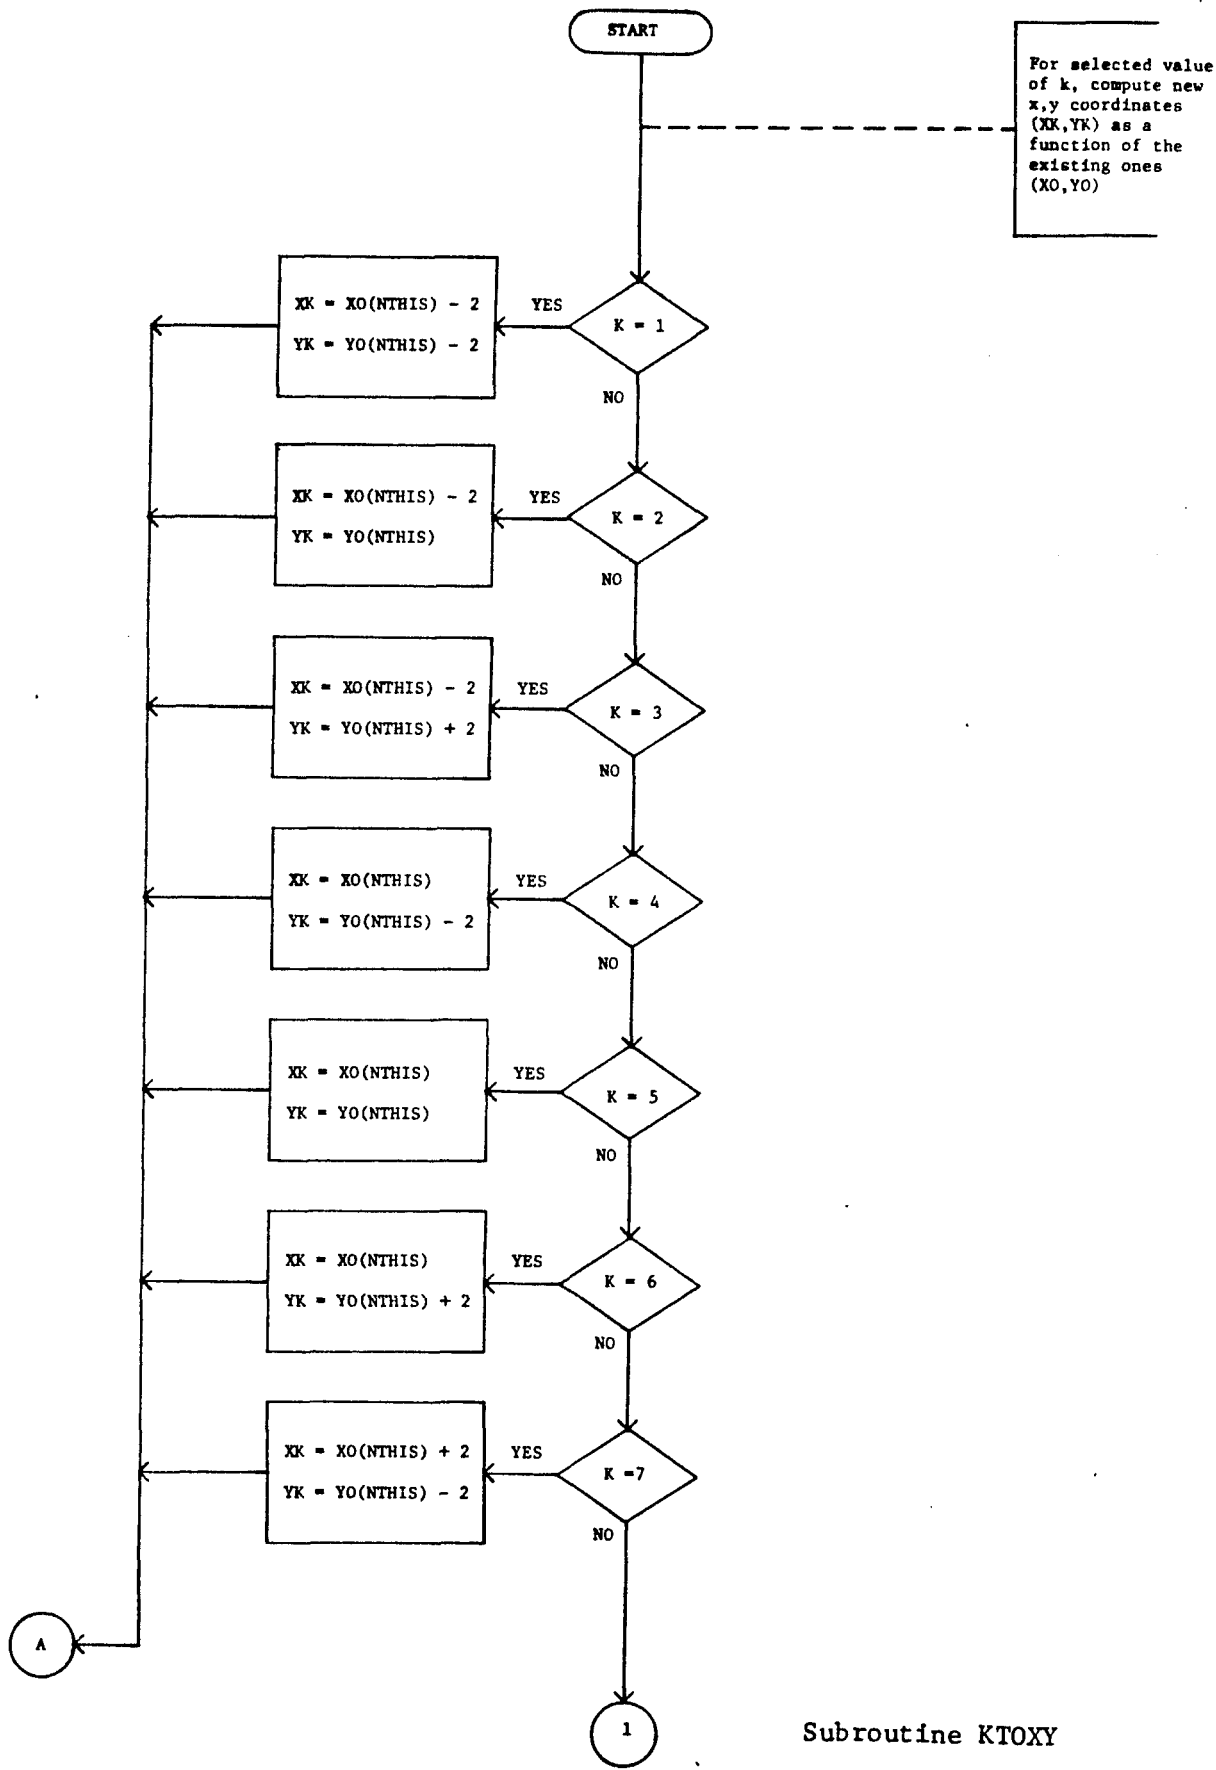 START
For selected value
of k, compute new
x,y coordinates
(XK,YK) as a
function of the
existing ones
(XO,YO)
XK = XO(NTHIS) - 2
YK = YO(NTHIS) - 2
YES
K = 1
NO
XK = XO(NTHIS) - 2
YK = YO(NTHIS)
YES
K = 2
NO
XK = XO(NTHIS) - 2
YK = YO(NTHIS) + 2
YES
K = 3
NO
XK = XO(NTHIS)
YK = YO(NTHIS) - 2
YES
K = 4
NO
XK = XO(NTHIS)
YK = YO(NTHIS)
YES
K = 5
NO
XK = XO(NTHIS)
YK = YO(NTHIS) + 2
YES
K = 6
NO
XK = XO(NTHIS) + 2
YK = YO(NTHIS) - 2
YES
K =7
NO
A
1
Subroutine KTOXY